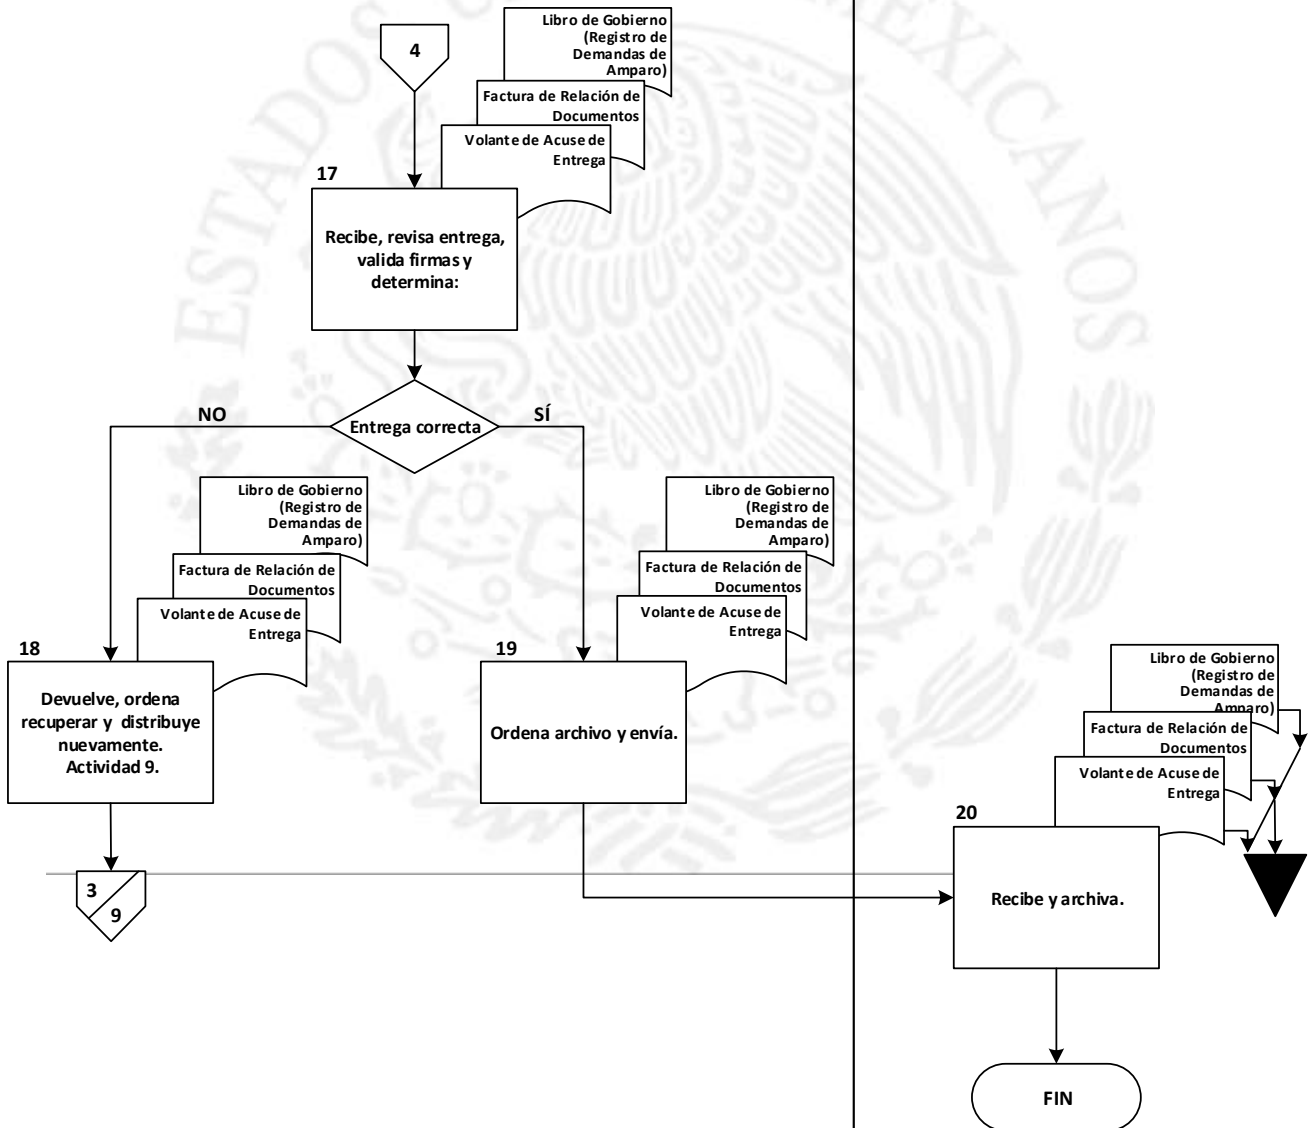 ESTADOS U
MEXICANOS
4
Libro de Gobierno
(Registro de
Demandas de
Amparo)
Factura de Relación de
Documentos
Volante de Acuse de
Entrega
17
Recibe, revisa entrega,
valida firmas y
determina:
NO
Entrega correcta
SÍ
Libro de Gobierno
(Registro de
Demandas de
Amparo)
Factura de Relación de
Documentos
Volante de Acuse de
Entrega
18
Devuelve, ordena
recuperar y distribuye
nuevamente.
Actividad 9.
3
9
Libro de Gobierno
(Registro de
Demandas de
Amparo)
Factura de Relación de
Documentos
Volante de Acuse de
Entrega
19
Ordena archivo y envía.
Libro de Gobierno
(Registro de
Demandas de
Amparo)
Factura de Relación de
Documentos
Volante de Acuse de
Entrega
20
Recibe y archiva.
FIN